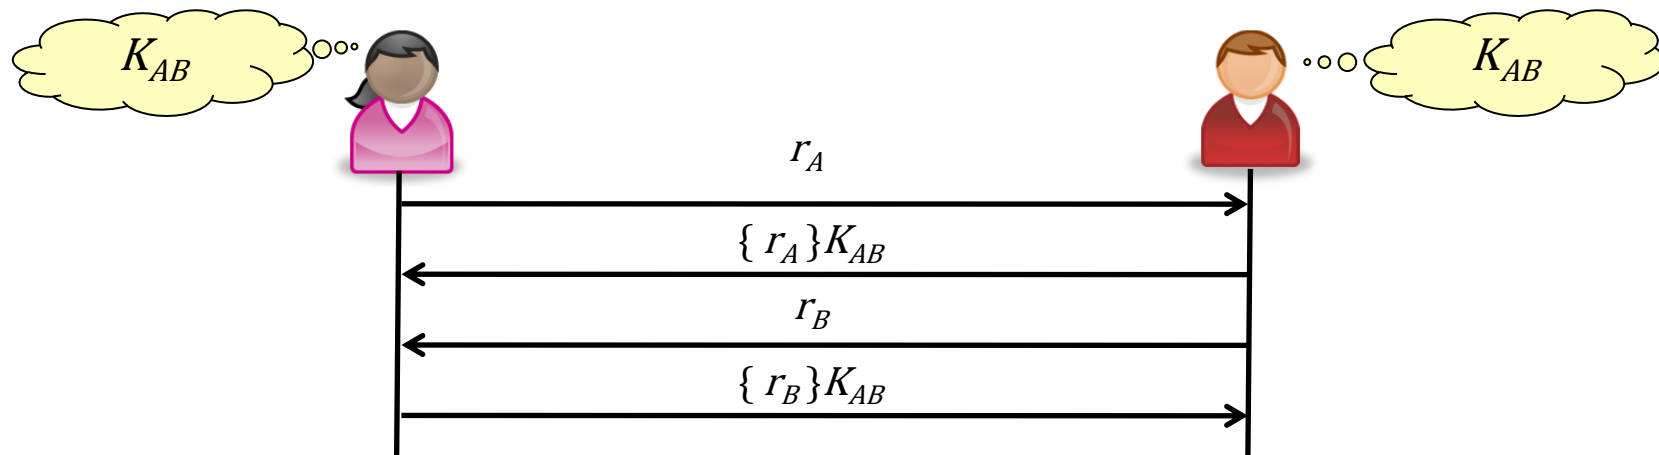 K_AB
K_AB
r_A
{ r_A }K_AB
r_B
{ r_B }K_AB